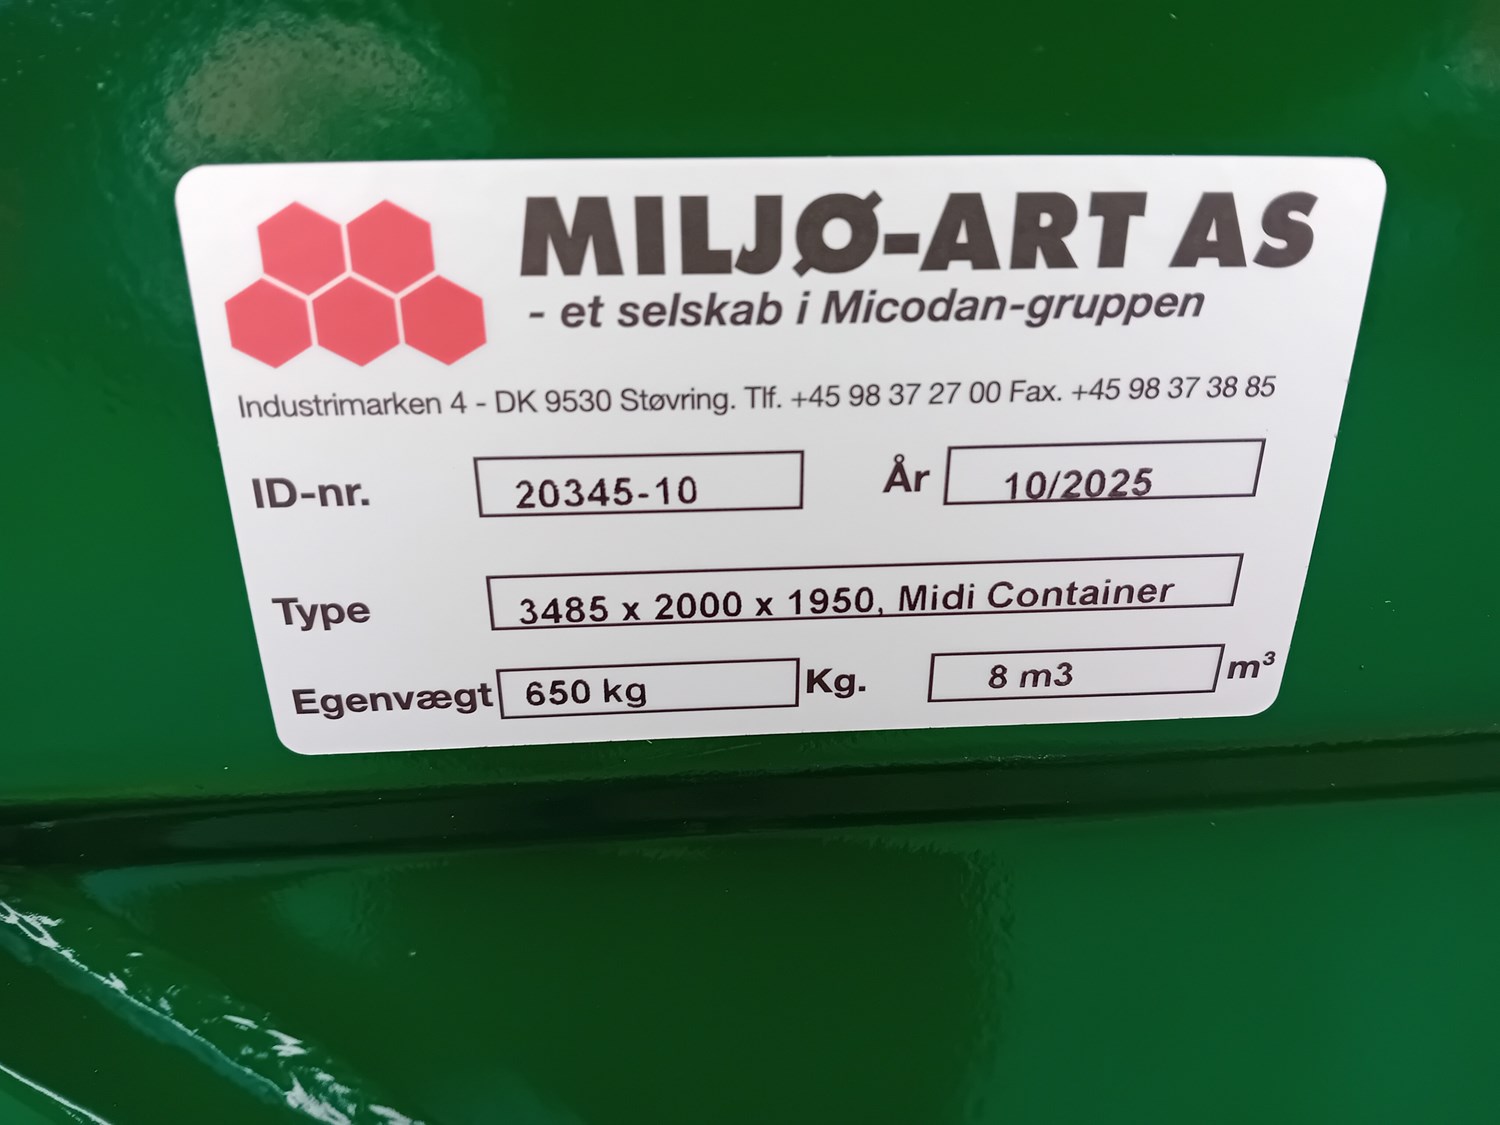 MILJØ-ART AS
- et selskab i Micodan-gruppen
Industrimarken 4 - DK 9530 Støvring. Tlf. +45 98 37 27 00 Fax. +45 98 37 38 85
ID-nr. 20345-10 År 10/2025
Type 3485 x 2000 x 1950, Midi Container
Egenvægt 650 kg Kg. 8 m3 m³